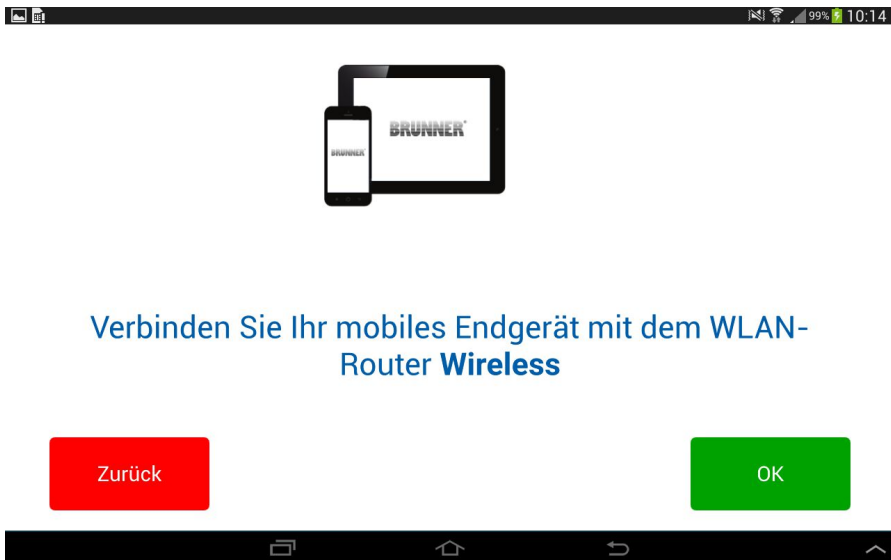 99% 10:14
BRUNNER
BRUNNER
Verbinden Sie Ihr mobiles Endgerät mit dem WLAN-
Router Wireless
Zurück
OK